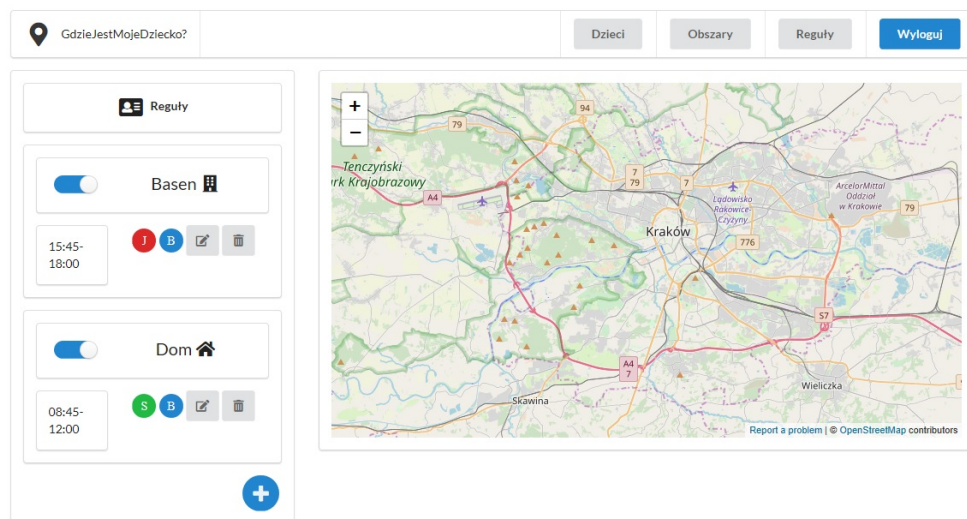 GdzieJestMojeDziecko?
Dzieci
Obszary
Reguły
Wyloguj
Reguły
Basen
15:45-
18:00
J
B
Dom
08:45-
12:00
S
B
+
−
94
79
7
79
7
Tenczyński
rk Krajobrazowy
A4
Lądowisko
Rakowice-
Czyżyny
ArcelorMittal
Oddział
w Krakowie
79
Kraków
776
S7
A4
7
Wieliczka
Skawina
Report a problem | © OpenStreetMap contributors